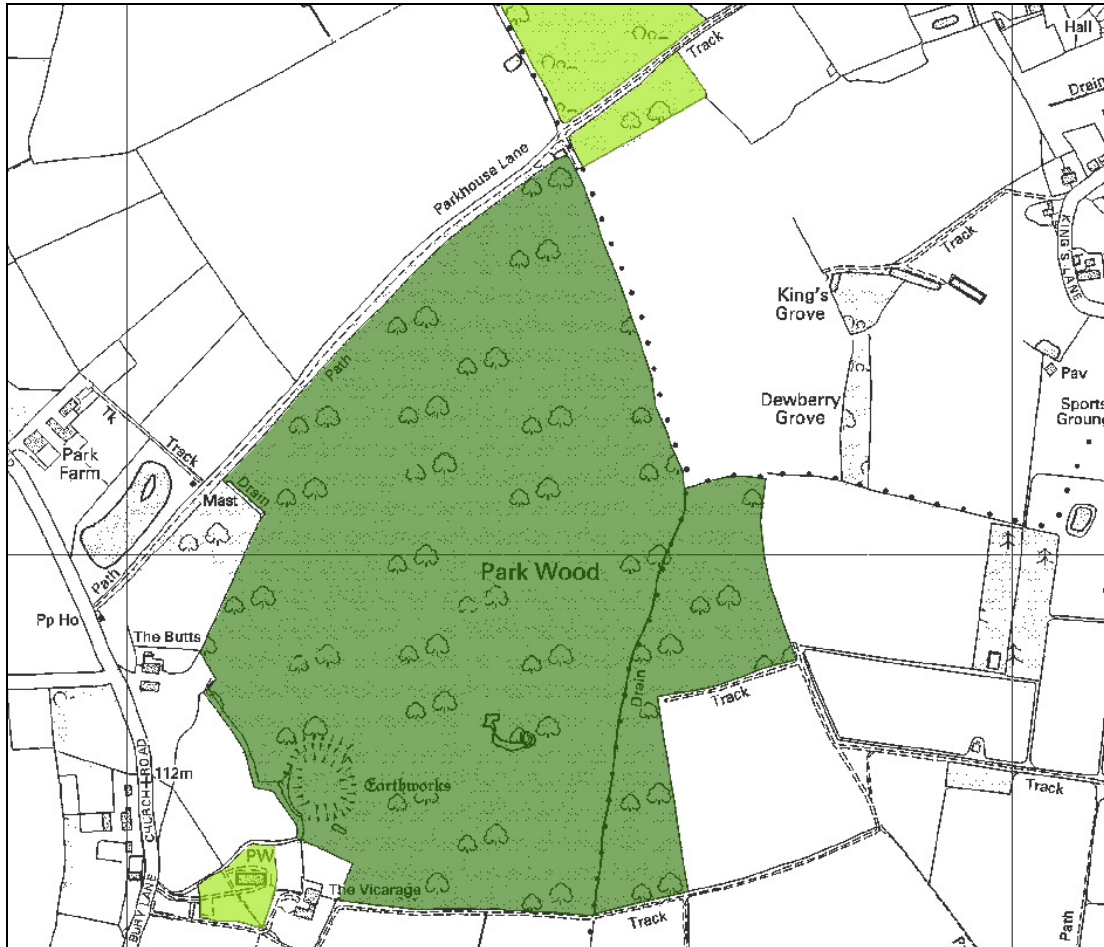 Hall
Track
Drain
Parkhouse Lane
Track
KING'S LANE
King's
Grove
Path
Pav
Dewberry
Grove
Sports
Ground
Tk
Track
Park
Farm
Drain
Mast
Path
Park Wood
Pp Ho
The Butts
Drain
Track
112m
CHURCH ROAD
Earthworks
Track
PW
The Vicarage
BURY LANE
Track
Path